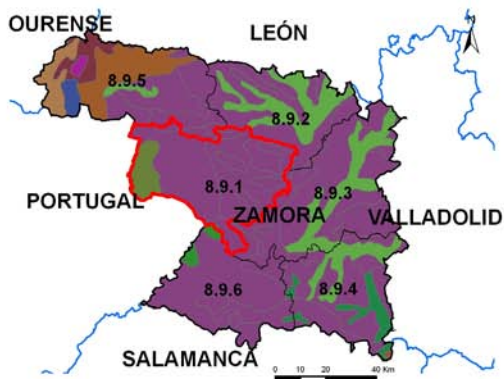 OURENSE
LEÓN
N
8.9.5
8.9.2
8.9.1
8.9.3
PORTUGAL
ZAMORA
VALLADOLID
8.9.6
8.9.4
SALAMANCA
0 10 20 40 Km